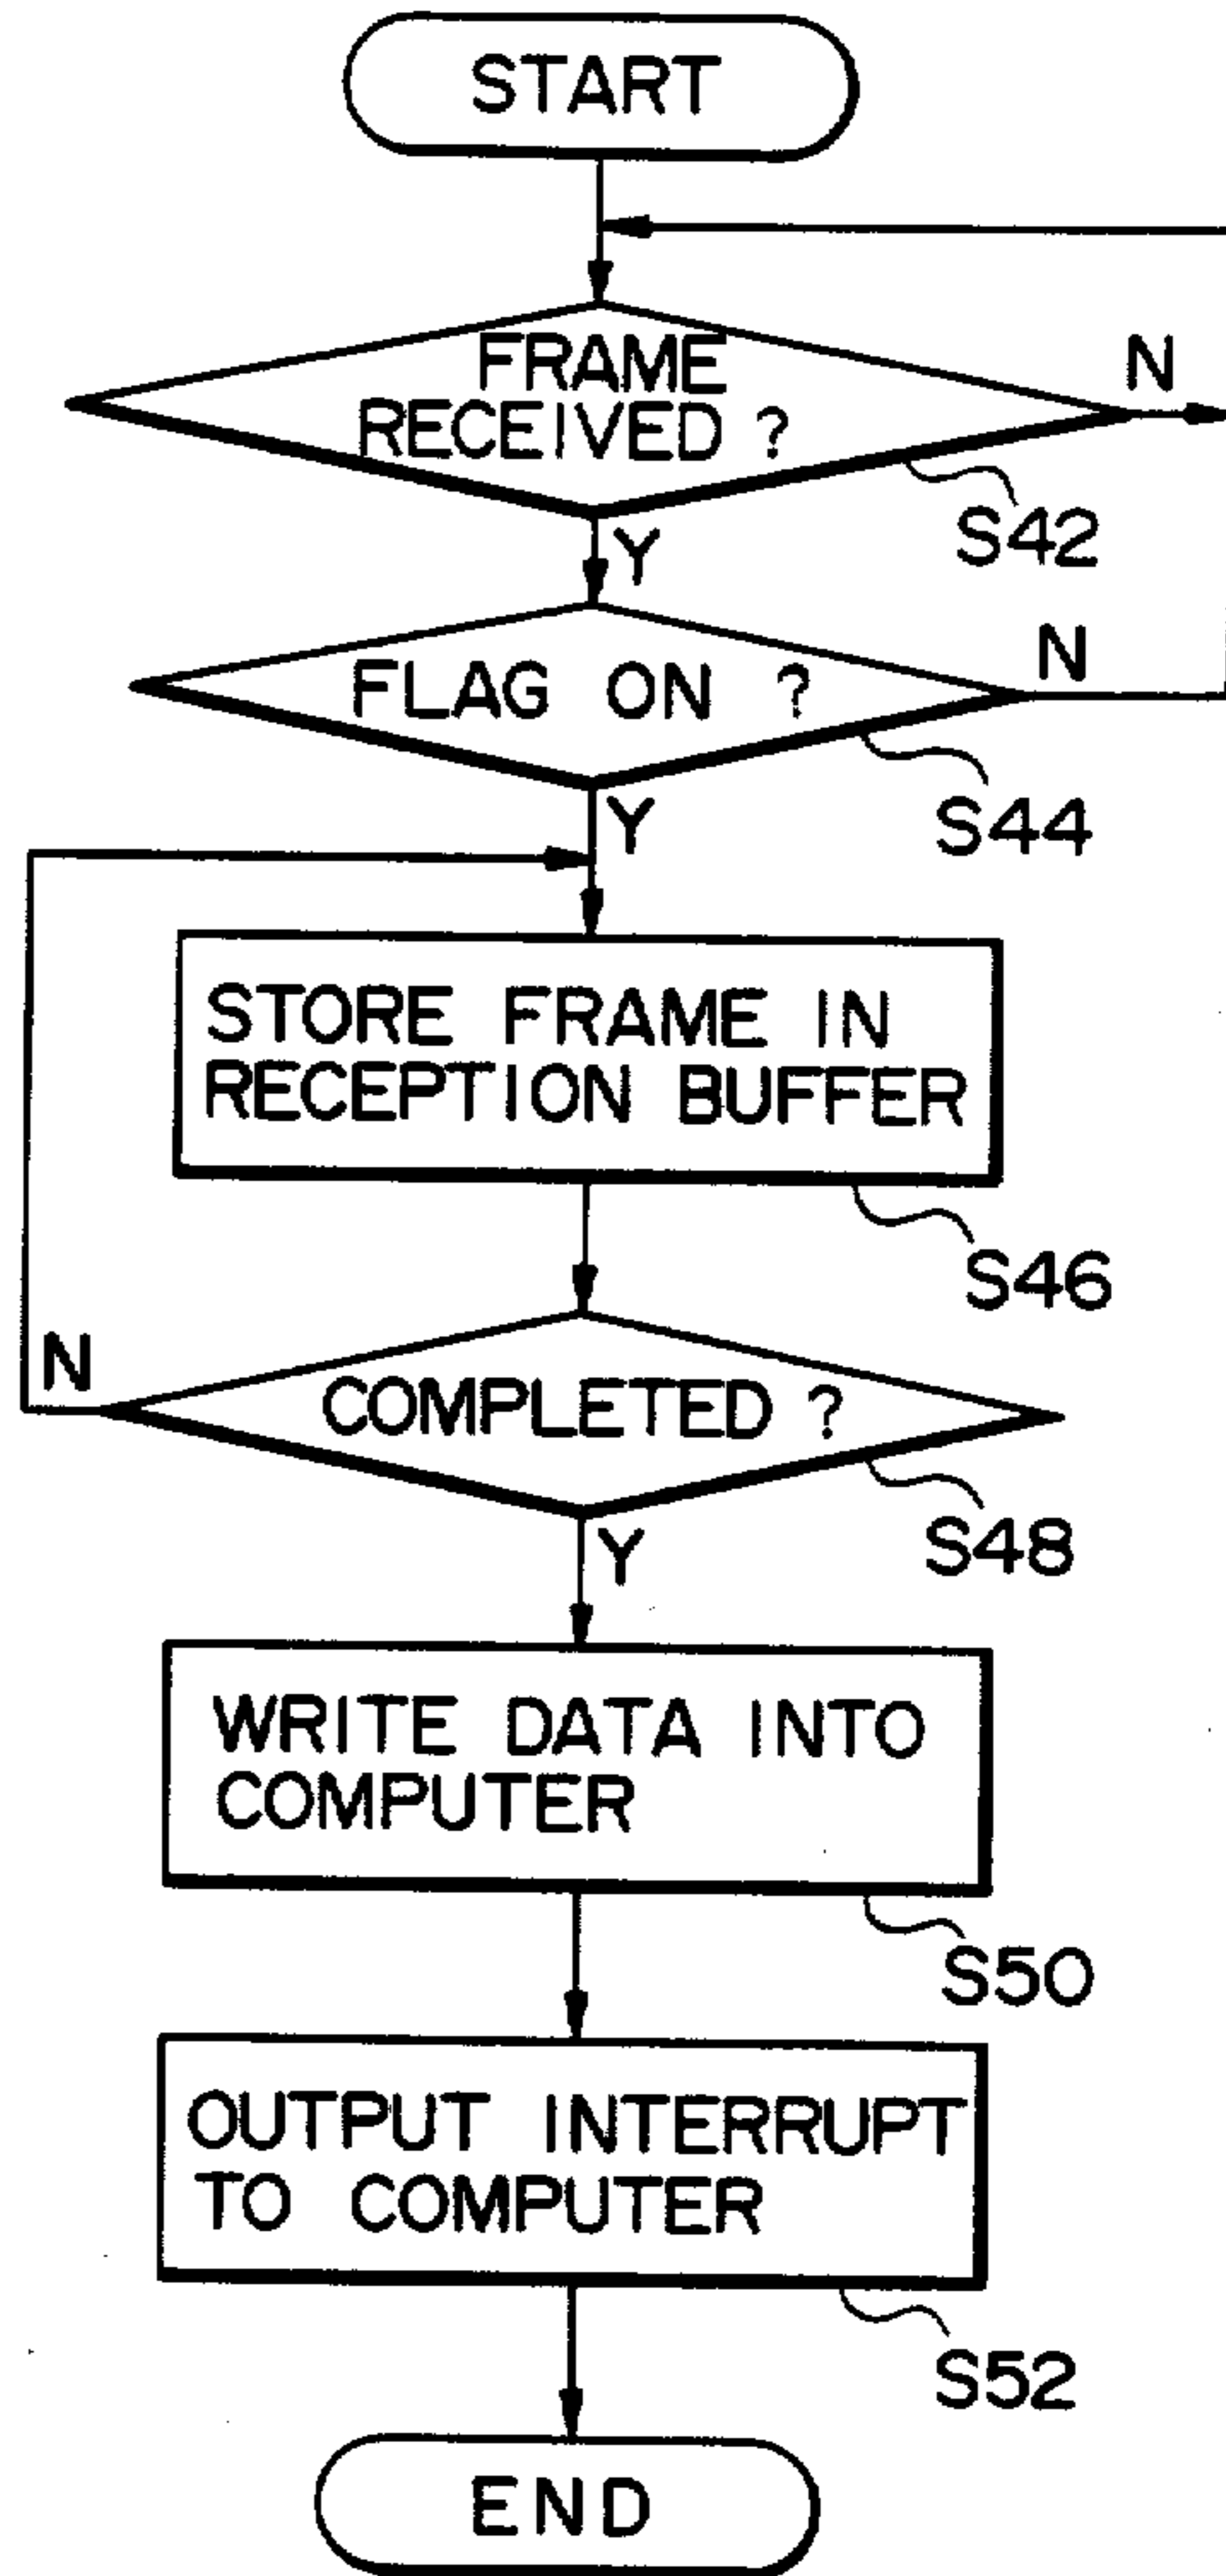 START
FRAME
RECEIVED ?
N
S42
Y
FLAG ON ?
N
S44
Y
STORE FRAME IN
RECEPTION BUFFER
S46
N
COMPLETED ?
S48
Y
WRITE DATA INTO
COMPUTER
S50
OUTPUT INTERRUPT
TO COMPUTER
S52
END